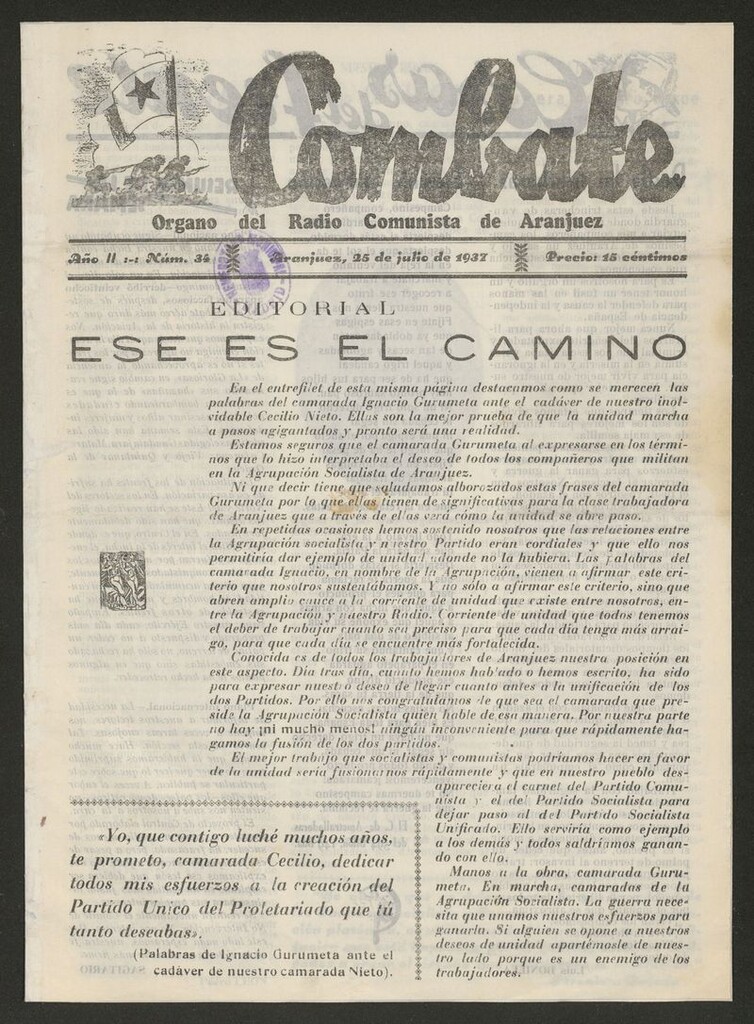 Combate
Organo del Radio Comunista de Aranjuez
Año II :-: Núm. 34
Aranjuez, 25 de julio de 1937
Precio: 15 céntimos
EDITORIAL
ESE ES EL CAMINO
En el entrefilet de esta misma página destacamos como se merecen las
palabras del camarada Ignacio Gurumeta ante el cadáver de nuestro inol-
vidable Cecilio Nieto. Ellas son la mejor prueba de que la unidad marcha
a pasos agigantados y pronto será una realidad.
Estamos seguros que el camarada Gurumeta al expresarse en los térmi-
nos que lo hizo interpretaba el deseo de todos los compañeros que militan
en la Agrupación Socialista de Aranjuez.
Ni que decir tiene que saludamos alborozados estas frases del camarada
Gurumeta por lo que ellas tienen de significativas para la clase trabajadora
de Aranjuez que a través de ellas verá cómo la unidad se abre paso.
En repetidas ocasiones hemos sostenido nosotros que las relaciones entre
la Agrupación socialista y nuestro Partido eran cordiales y que ello nos
permitiría dar ejemplo de unidad adonde no la hubiera. Las palabras del
camarada Ignacio, en nombre de la Agrupación, vienen a afirmar este cri-
terio que nosotros sustentábamos. Y no sólo a afirmar este criterio, sino que
abren amplio cauce a la corriente de unidad que existe entre nosotros, en-
tre la Agrupación y nuestro Radio. Corriente de unidad que todos tenemos
el deber de trabajar cuanto sea preciso para que cada día tenga más arrai-
go, para que cada día se encuentre más fortalecida.
Conocida es de todos los trabajadores de Aranjuez nuestra posición en
este aspecto. Día tras día, cuanto hemos hablado o hemos escrito, ha sido
para expresar nuestro deseo de llegar cuanto antes a la unificación de los
dos Partidos. Por ello nos congratulamos de que sea el camarada que pre-
side la Agrupación Socialista quien hable de esa manera. Por nuestra parte
no hay ¡ni mucho menos! ningún inconveniente para que rápidamente ha-
gamos la fusión de los dos partidos.
El mejor trabajo que socialistas y comunistas podríamos hacer en favor
de la unidad sería fusionarnos rápidamente y que en nuestro pueblo des-
apareciera el carnet del Partido Comu-
nista y el del Partido Socialista para
dejar paso al del Partido Socialista
Unificado. Ello serviría como ejemplo
a los demás y todos saldríamos ganan-
do con ello.
Manos a la obra, camarada Guru-
meta. En marcha, camaradas de la
Agrupación Socialista. La guerra nece-
sita que unamos nuestros esfuerzos para
ganarla. Si alguien se opone a nuestros
deseos de unidad apartémosle de nues-
tro lado porque es un enemigo de los
trabajadores.
«Yo, que contigo luché muchos años,
te prometo, camarada Cecilio, dedicar
todos mis esfuerzos a la creación del
Partido Unico del Proletariado que tú
tanto deseabas».
(Palabras de Ignacio Gurumeta ante el
cadáver de nuestro camarada Nieto).